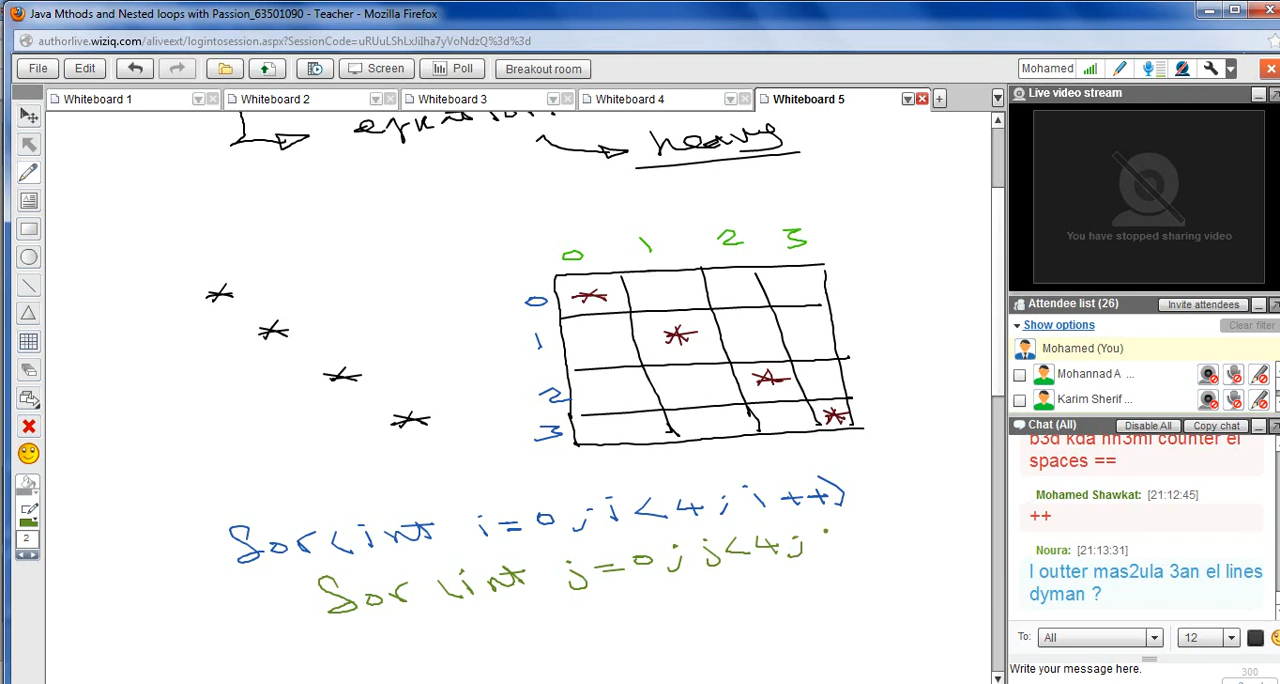 Java Mthods and Nested loops with Passion_63501090 - Teacher - Mozilla Firefox
authorlive.wiziq.com/aliveext/logintosession.aspx?SessionCode=uRUuLShLxJiIha7yVoNdzQ%3d%3d
File Edit Screen Poll Breakout room Mohamed
Whiteboard 1 Whiteboard 2 Whiteboard 3 Whiteboard 4 Whiteboard 5 +
heavy
0 1 2 3
0
1
2
3
for (int i=0; i<4; i++)
for (int j=0; j<4;
2
Live video stream
You have stopped sharing video
Attendee list (26) Invite attendees
Show options Clear filter
Mohamed (You)
Mohannad A ...
Karim Sherif ...
Chat (All) Disable All Copy chat
b3d kda nn3ml counter el
spaces ==
Mohamed Shawkat: [21:12:45]
++
Noura: [21:13:31]
l outter mas2ula 3an el lines
dyman ?
To: All 12
Write your message here. 300